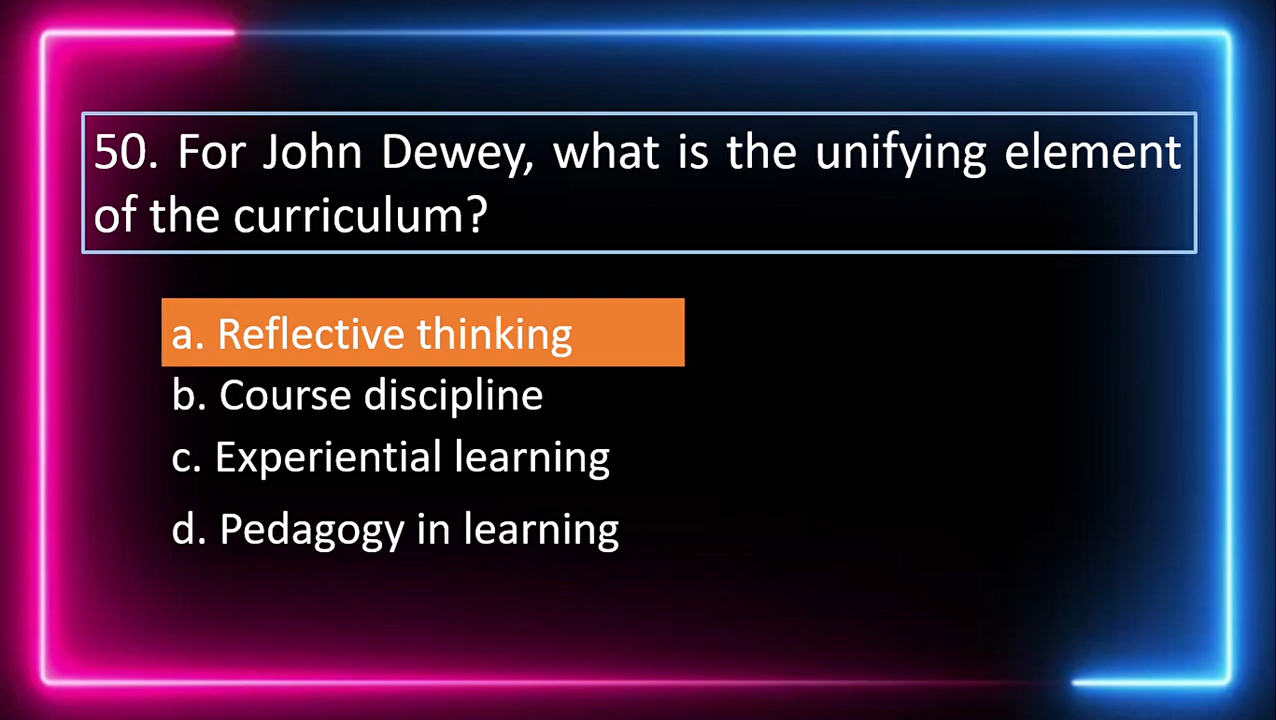 50. For John Dewey, what is the unifying element
of the curriculum?
a. Reflective thinking
b. Course discipline
c. Experiential learning
d. Pedagogy in learning